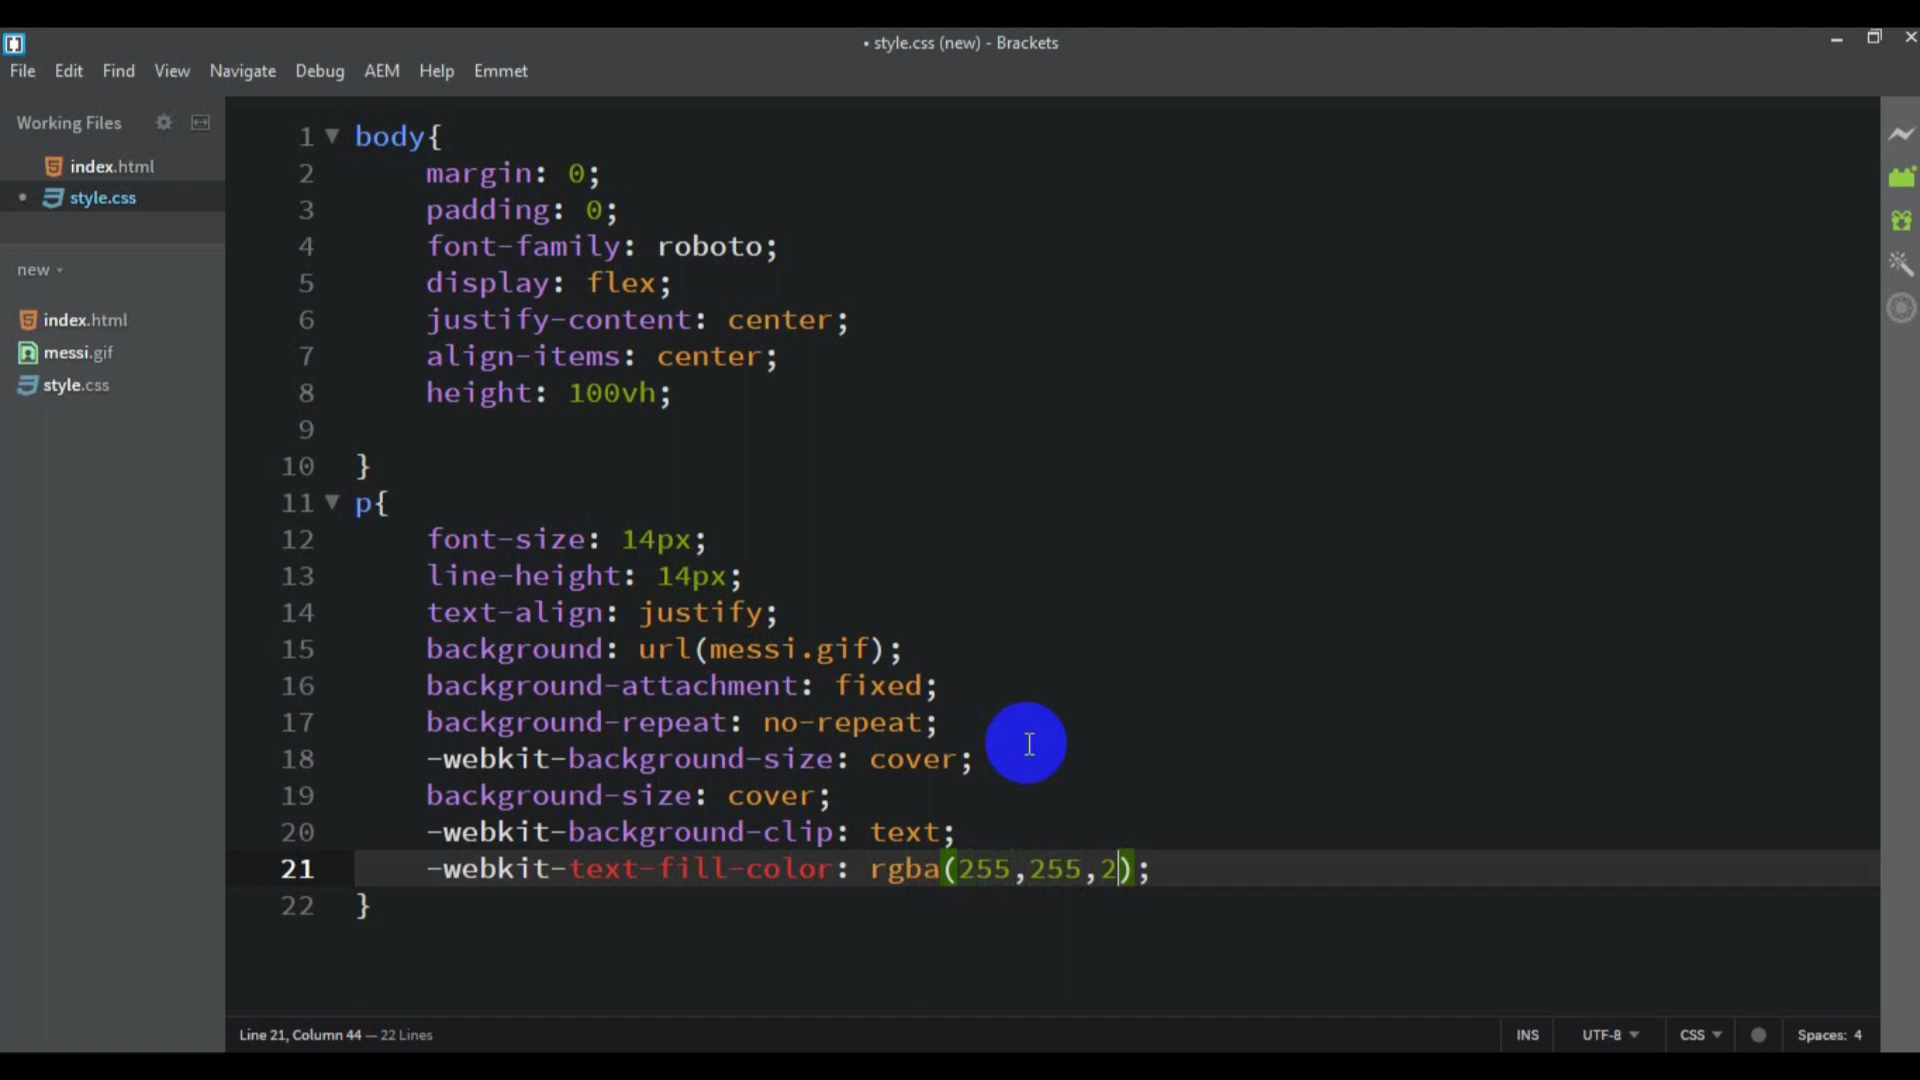 • style.css (new) - Brackets
File Edit Find View Navigate Debug AEM Help Emmet
Working Files
index.html
• style.css
new
index.html
messi.gif
style.css
1 body{
2 margin: 0;
3 padding: 0;
4 font-family: roboto;
5 display: flex;
6 justify-content: center;
7 align-items: center;
8 height: 100vh;
9
10 }
11 p{
12 font-size: 14px;
13 line-height: 14px;
14 text-align: justify;
15 background: url(messi.gif);
16 background-attachment: fixed;
17 background-repeat: no-repeat;
18 -webkit-background-size: cover;
19 background-size: cover;
20 -webkit-background-clip: text;
21 -webkit-text-fill-color: rgba(255,255,2);
22 }
Line 21, Column 44 — 22 Lines INS UTF-8 CSS Spaces: 4